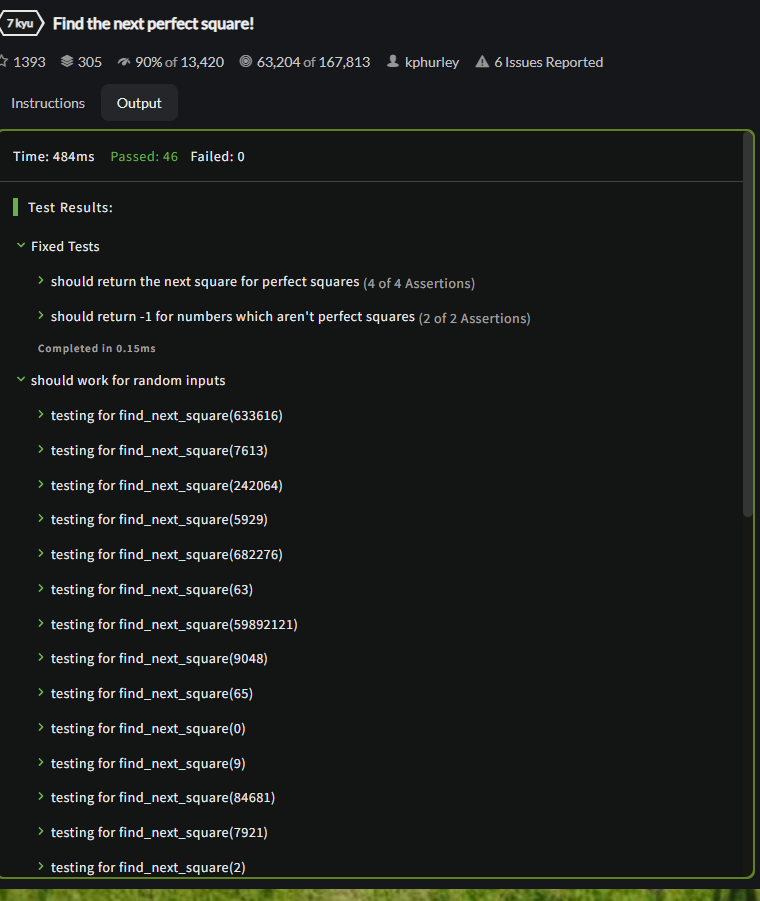 7 kyu Find the next perfect square!
1393 305 90% of 13,420 63,204 of 167,813 kphurley 6 Issues Reported
Instructions Output
Time: 484ms Passed: 46 Failed: 0
Test Results:
Fixed Tests
should return the next square for perfect squares (4 of 4 Assertions)
should return -1 for numbers which aren't perfect squares (2 of 2 Assertions)
Completed in 0.15ms
should work for random inputs
testing for find_next_square(633616)
testing for find_next_square(7613)
testing for find_next_square(242064)
testing for find_next_square(5929)
testing for find_next_square(682276)
testing for find_next_square(63)
testing for find_next_square(59892121)
testing for find_next_square(9048)
testing for find_next_square(65)
testing for find_next_square(0)
testing for find_next_square(9)
testing for find_next_square(84681)
testing for find_next_square(7921)
testing for find_next_square(2)